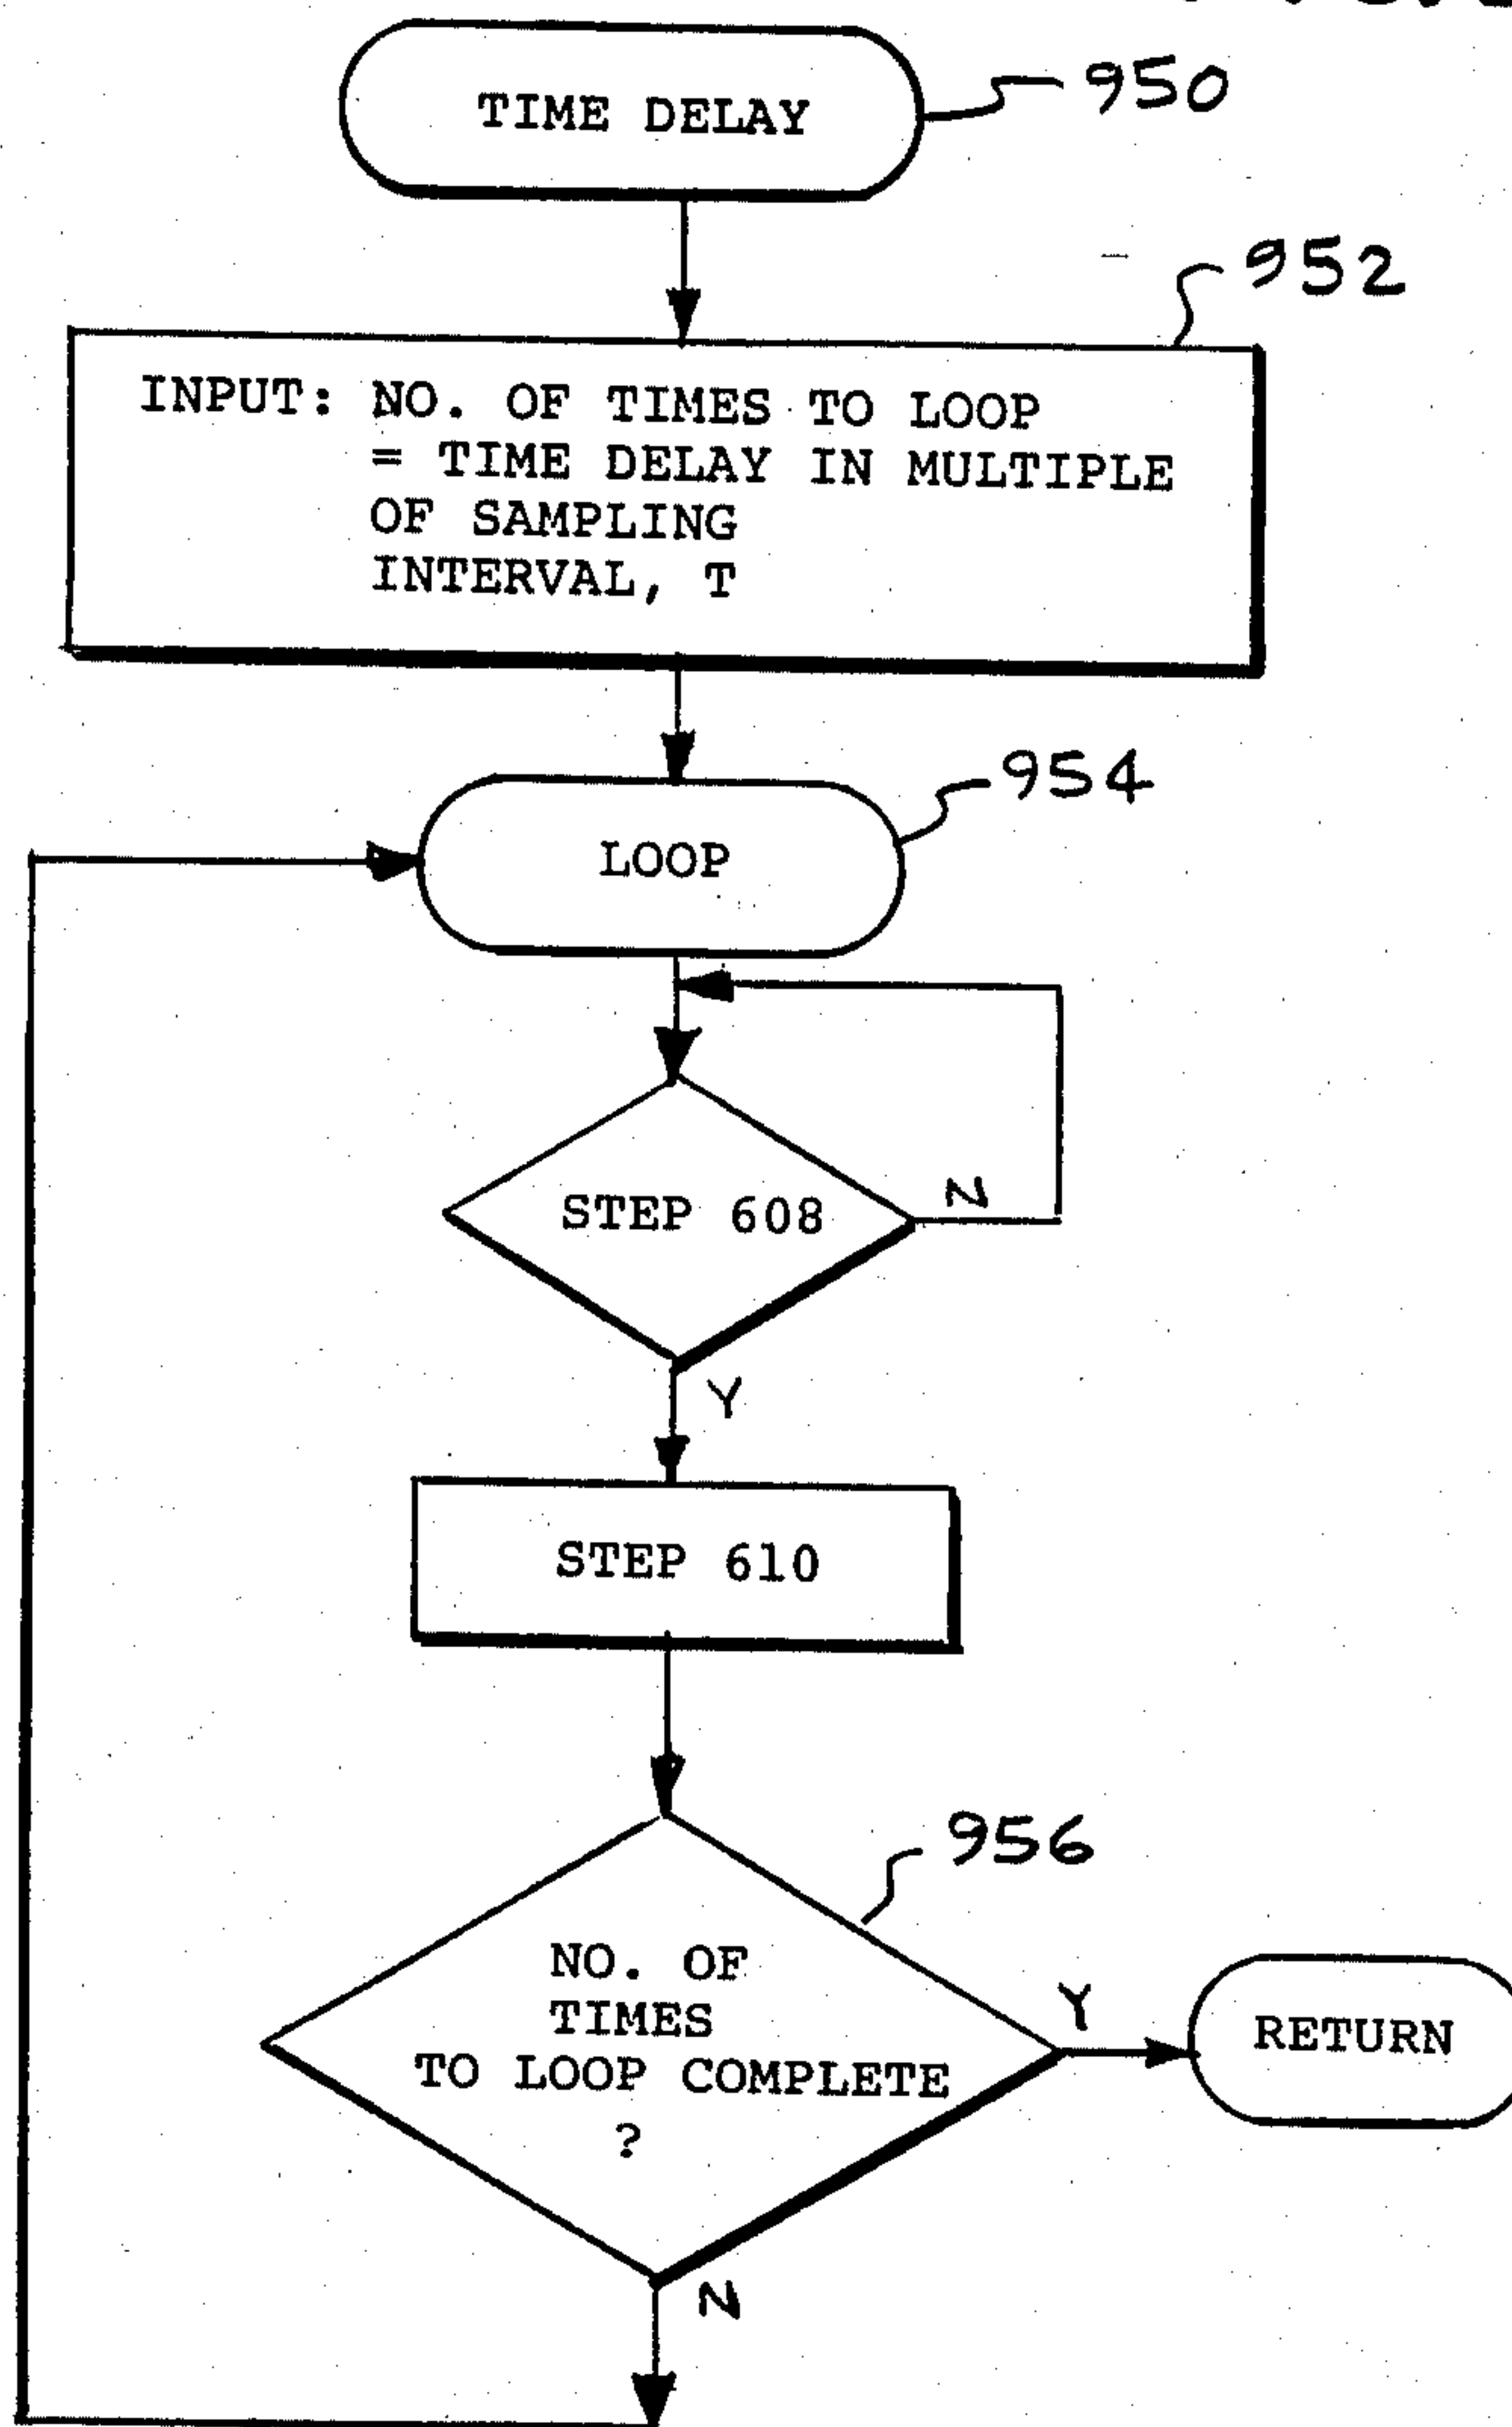 TIME DELAY
950
952
INPUT: NO. OF TIMES TO LOOP
= TIME DELAY IN MULTIPLE
OF SAMPLING
INTERVAL, T
954
LOOP
STEP 608
N
Y
STEP 610
956
NO. OF
TIMES
TO LOOP COMPLETE
?
Y
RETURN
N